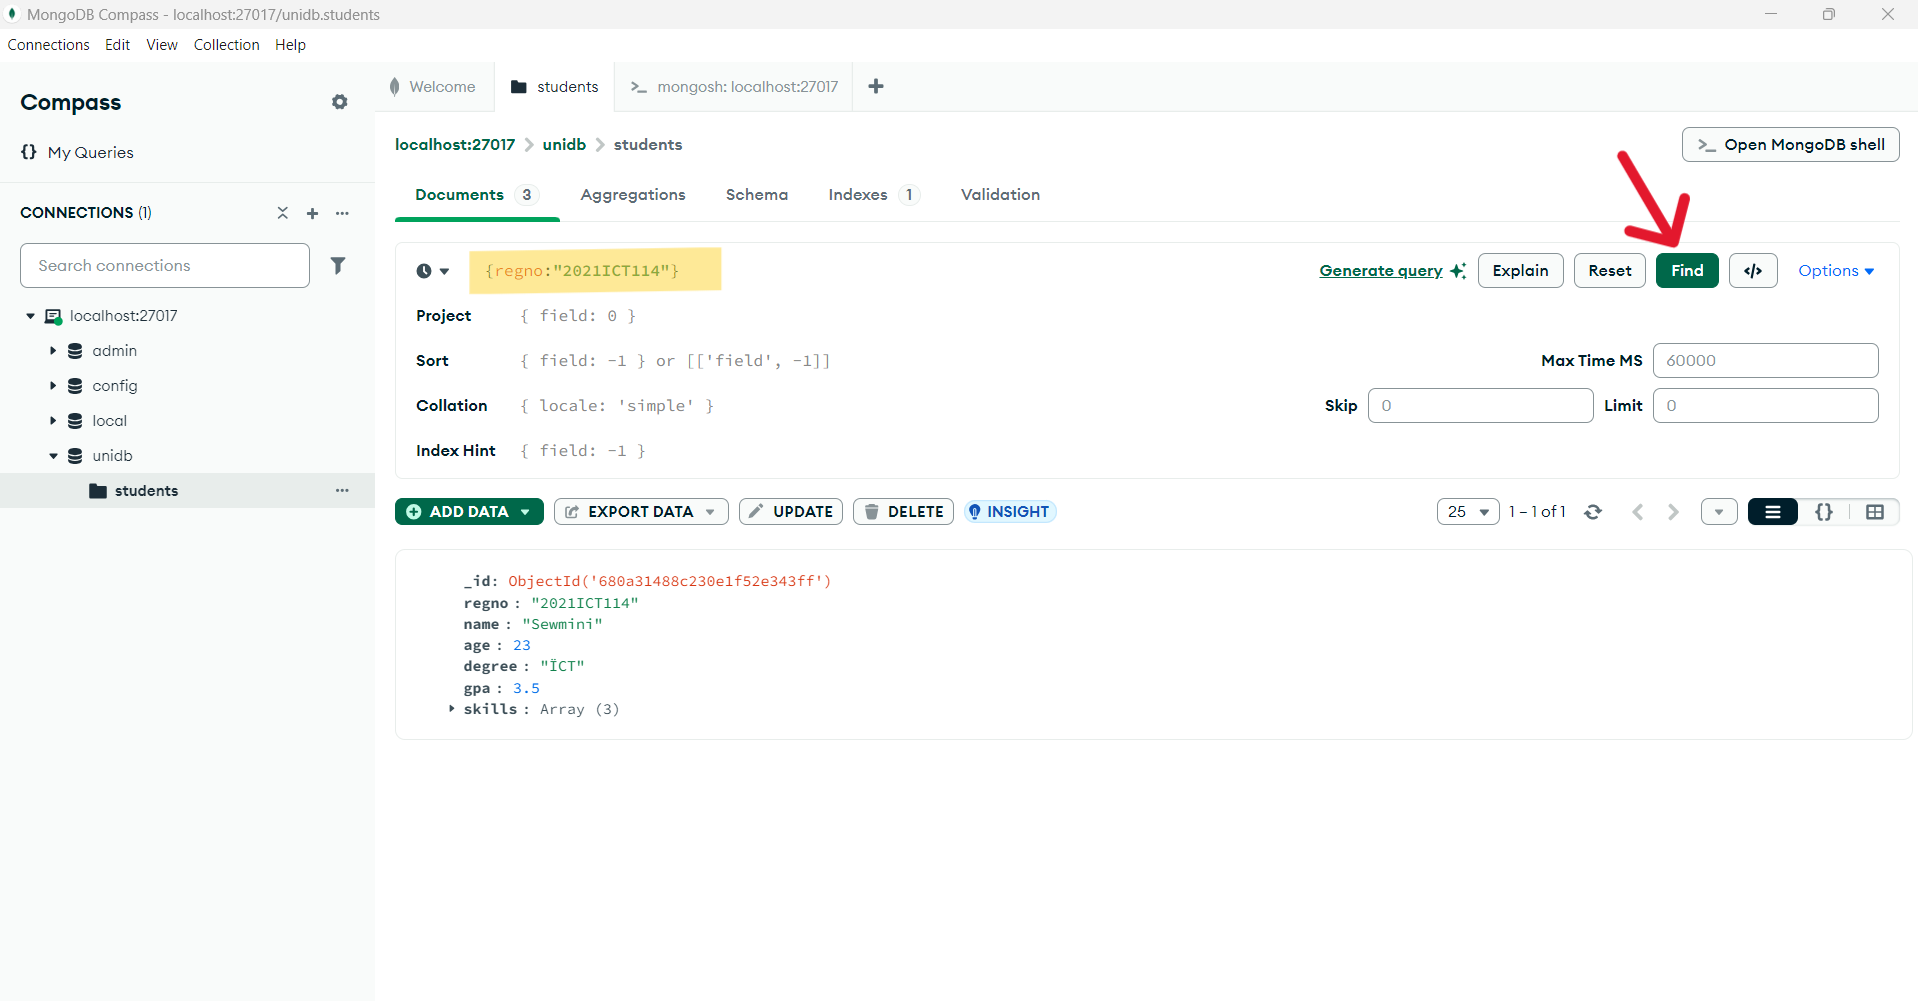 MongoDB Compass - localhost:27017/unidb.students
Connections Edit View Collection Help
Compass
{} My Queries
CONNECTIONS (1)
Search connections
localhost:27017
admin
config
local
unidb
students
Welcome
students
>_ mongosh: localhost:27017
localhost:27017 > unidb > students
>_ Open MongoDB shell
Documents 3 Aggregations Schema Indexes 1 Validation
{regno:"2021ICT114"}
Generate query Explain Reset Find </> Options
Project { field: 0 }
Sort { field: -1 } or [['field', -1]]
Max Time MS 60000
Collation { locale: 'simple' }
Skip 0 Limit 0
Index Hint { field: -1 }
ADD DATA EXPORT DATA UPDATE DELETE INSIGHT
25 1 – 1 of 1 {}
_id: ObjectId('680a31488c230e1f52e343ff')
regno : "2021ICT114"
name : "Sewmini"
age : 23
degree : "ÏCT"
gpa : 3.5
skills : Array (3)